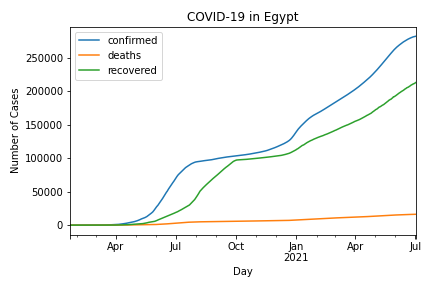 COVID-19 in Egypt
confirmed
deaths
recovered
Number of Cases
250000
200000
150000
100000
50000
0
Apr
Jul
Oct
Jan
2021
Apr
Jul
Day